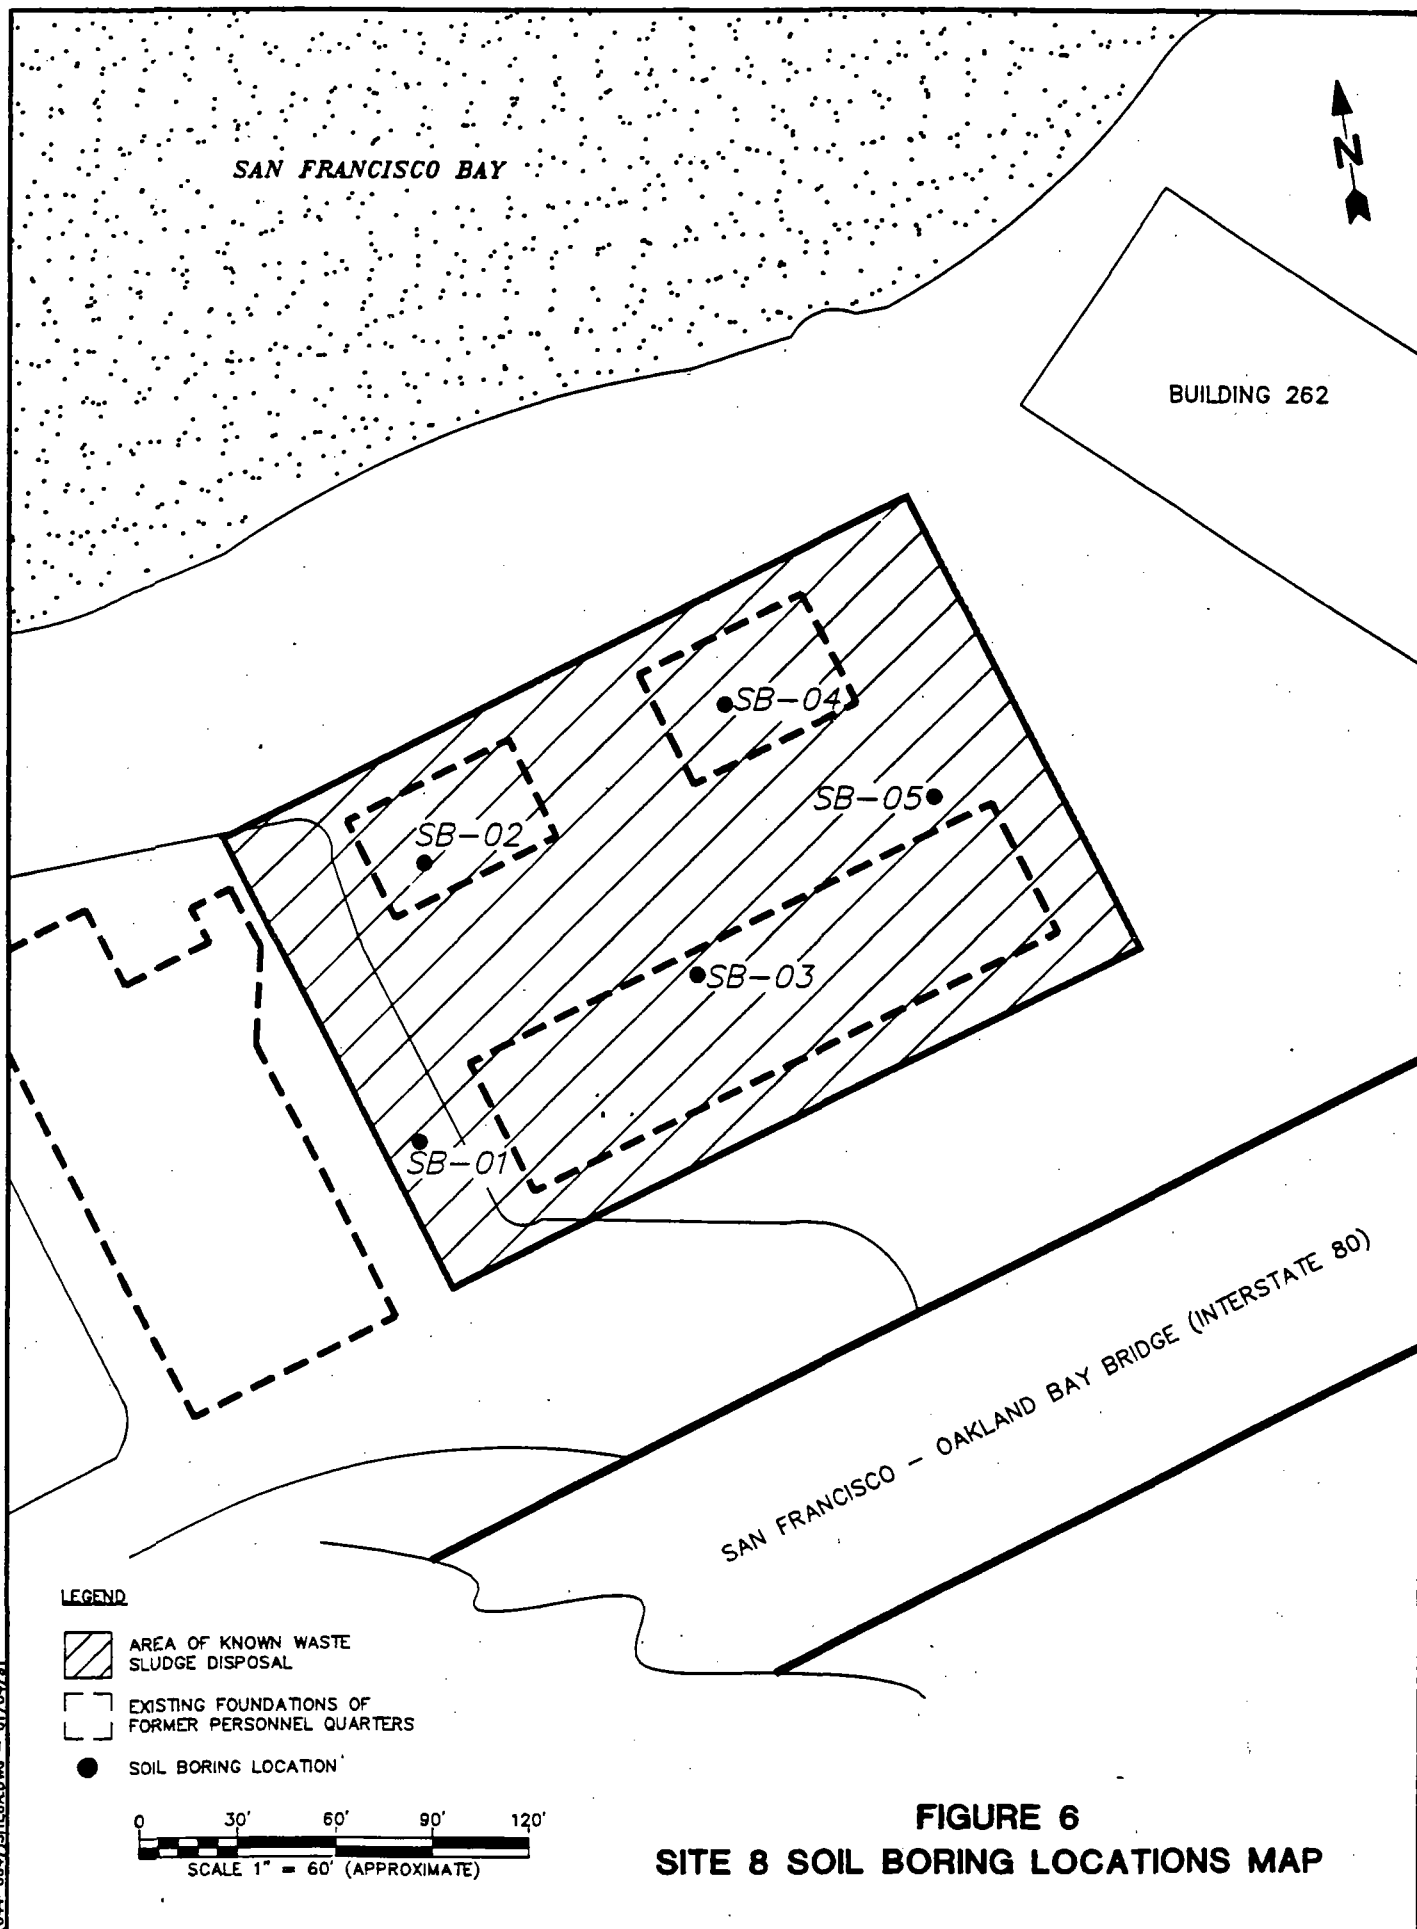 SAN FRANCISCO BAY
N
BUILDING 262
SB-04
SB-05
SB-02
SB-03
SB-01
SAN FRANCISCO - OAKLAND BAY BRIDGE (INTERSTATE 80)
LEGEND
AREA OF KNOWN WASTE
SLUDGE DISPOSAL
EXISTING FOUNDATIONS OF
FORMER PERSONNEL QUARTERS
SOIL BORING LOCATION
0 30' 60' 90' 120'
SCALE 1" = 60' (APPROXIMATE)
FIGURE 6
SITE 8 SOIL BORING LOCATIONS MAP